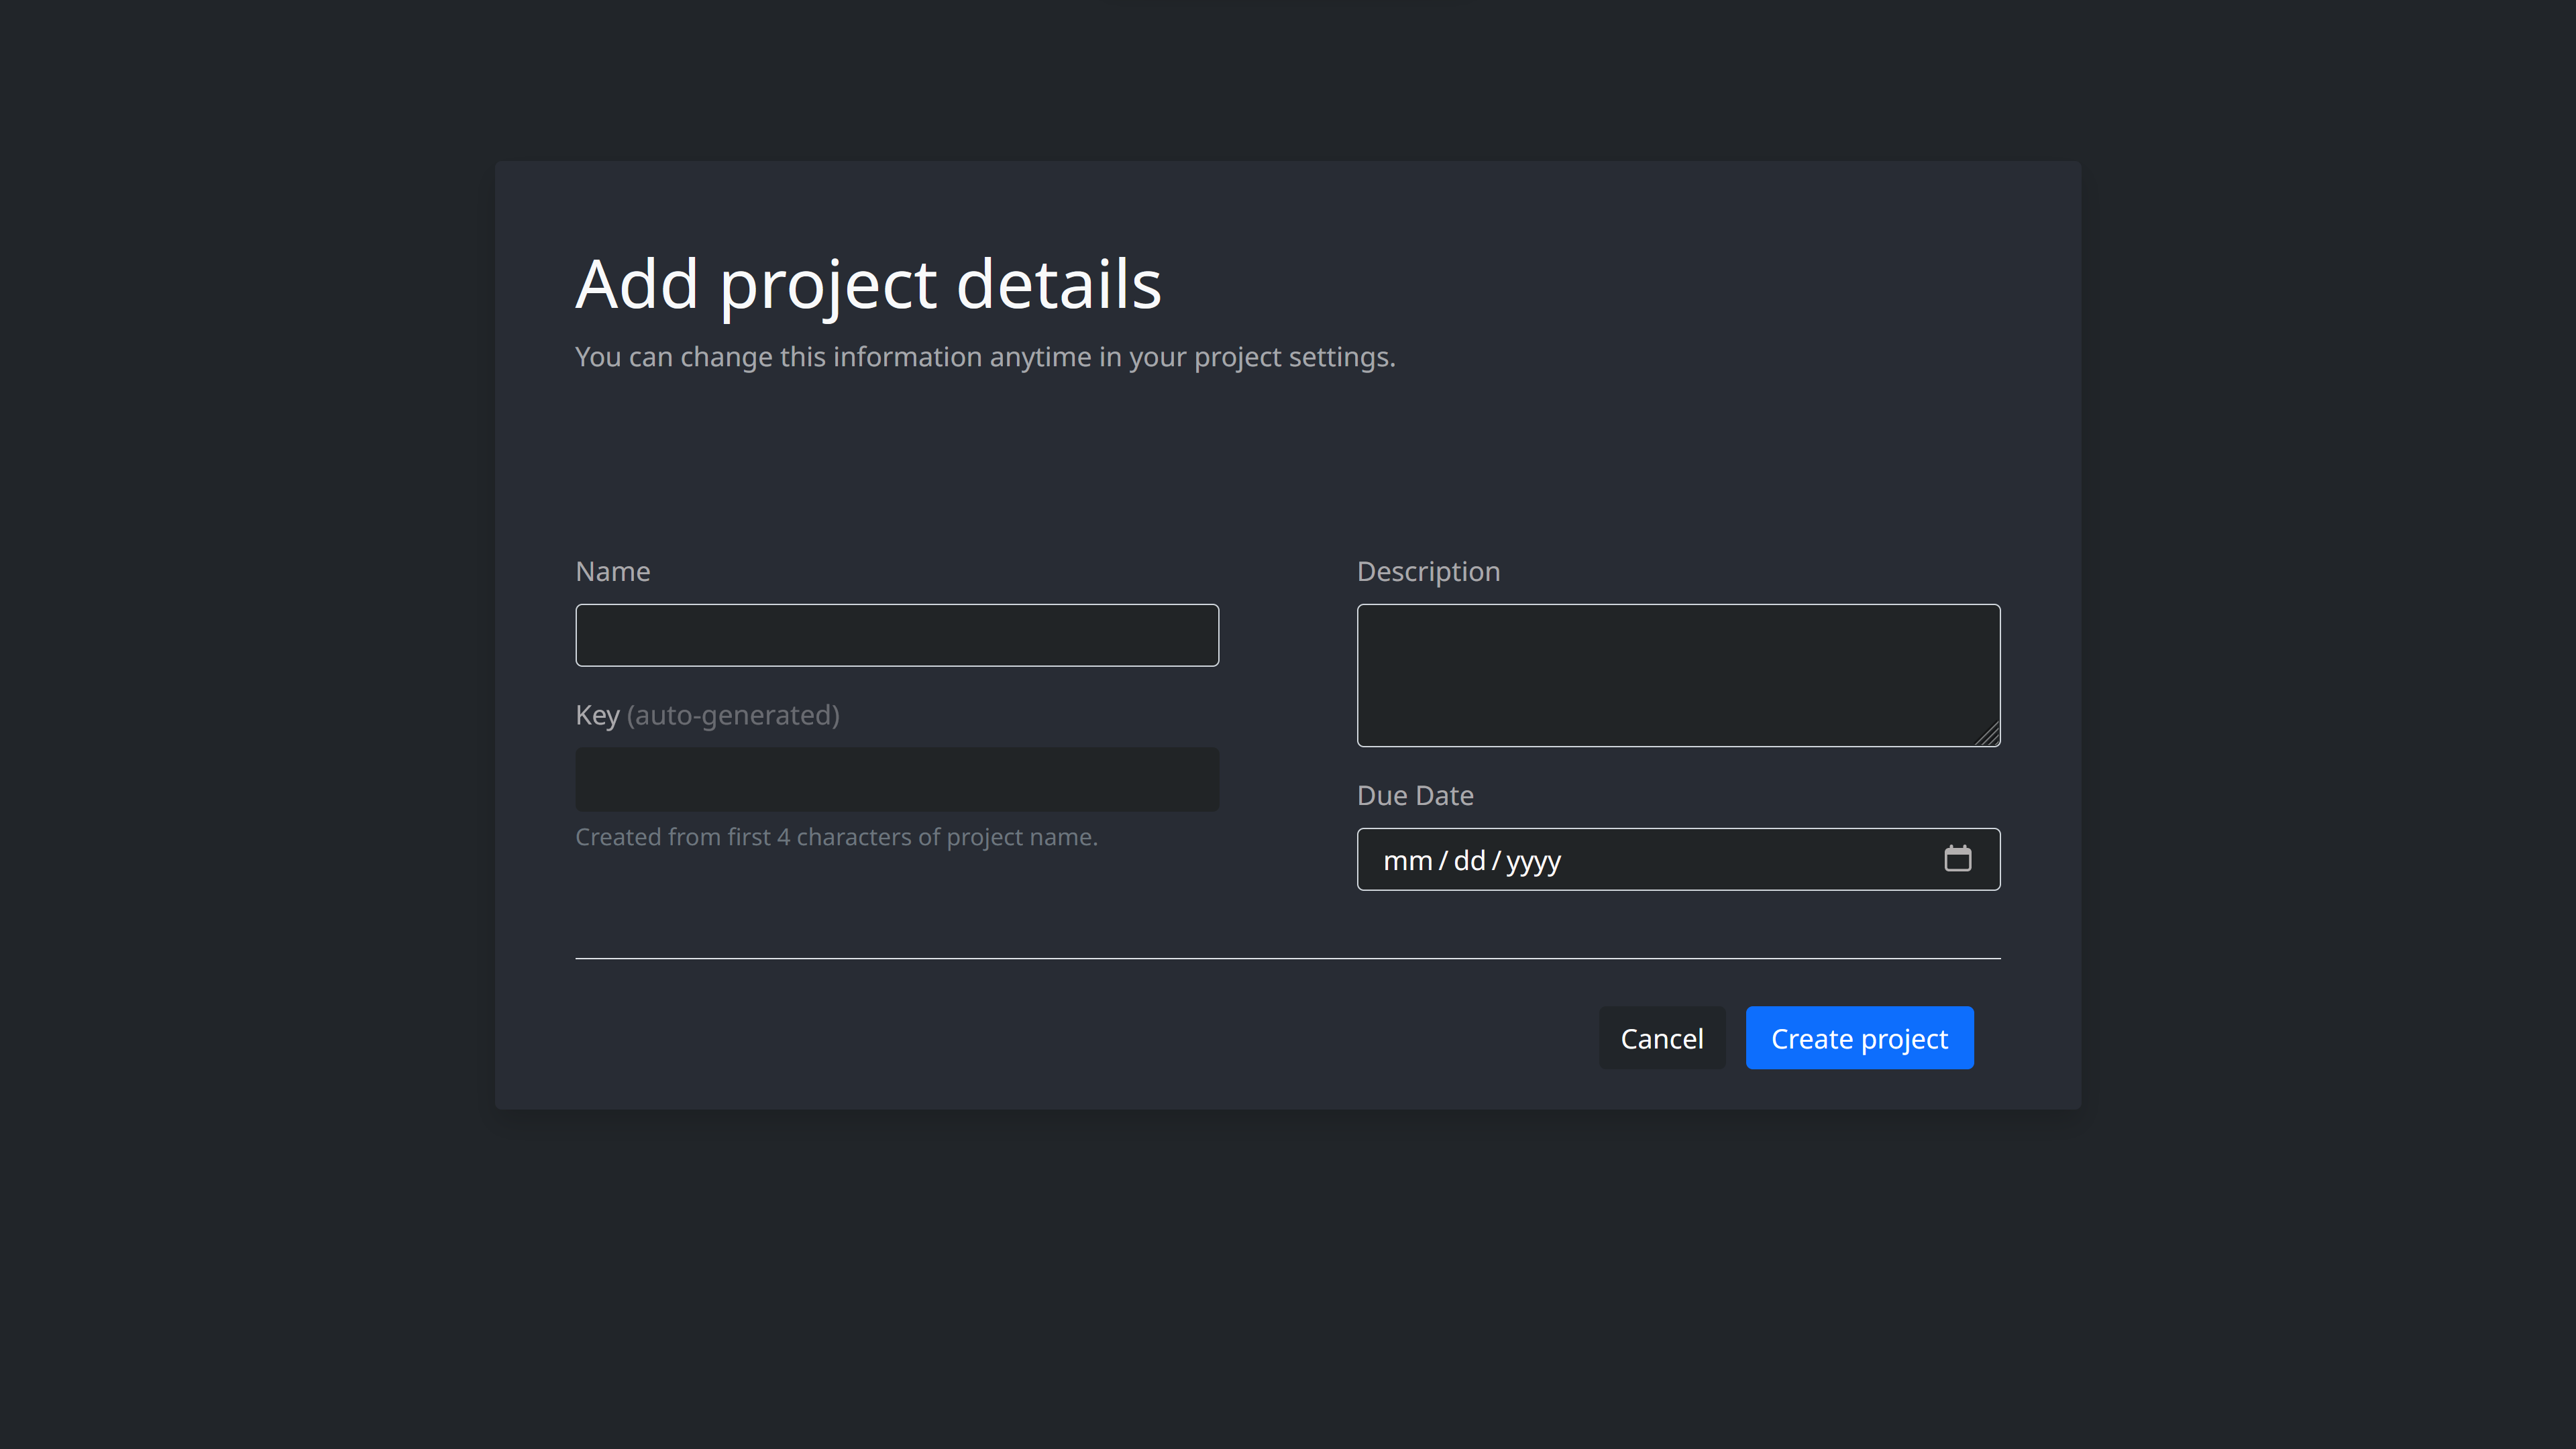 Add project details
You can change this information anytime in your project settings.
Name
Key (auto-generated)
Created from first 4 characters of project name.
Description
Due Date
mm / dd / yyyy
Cancel
Create project